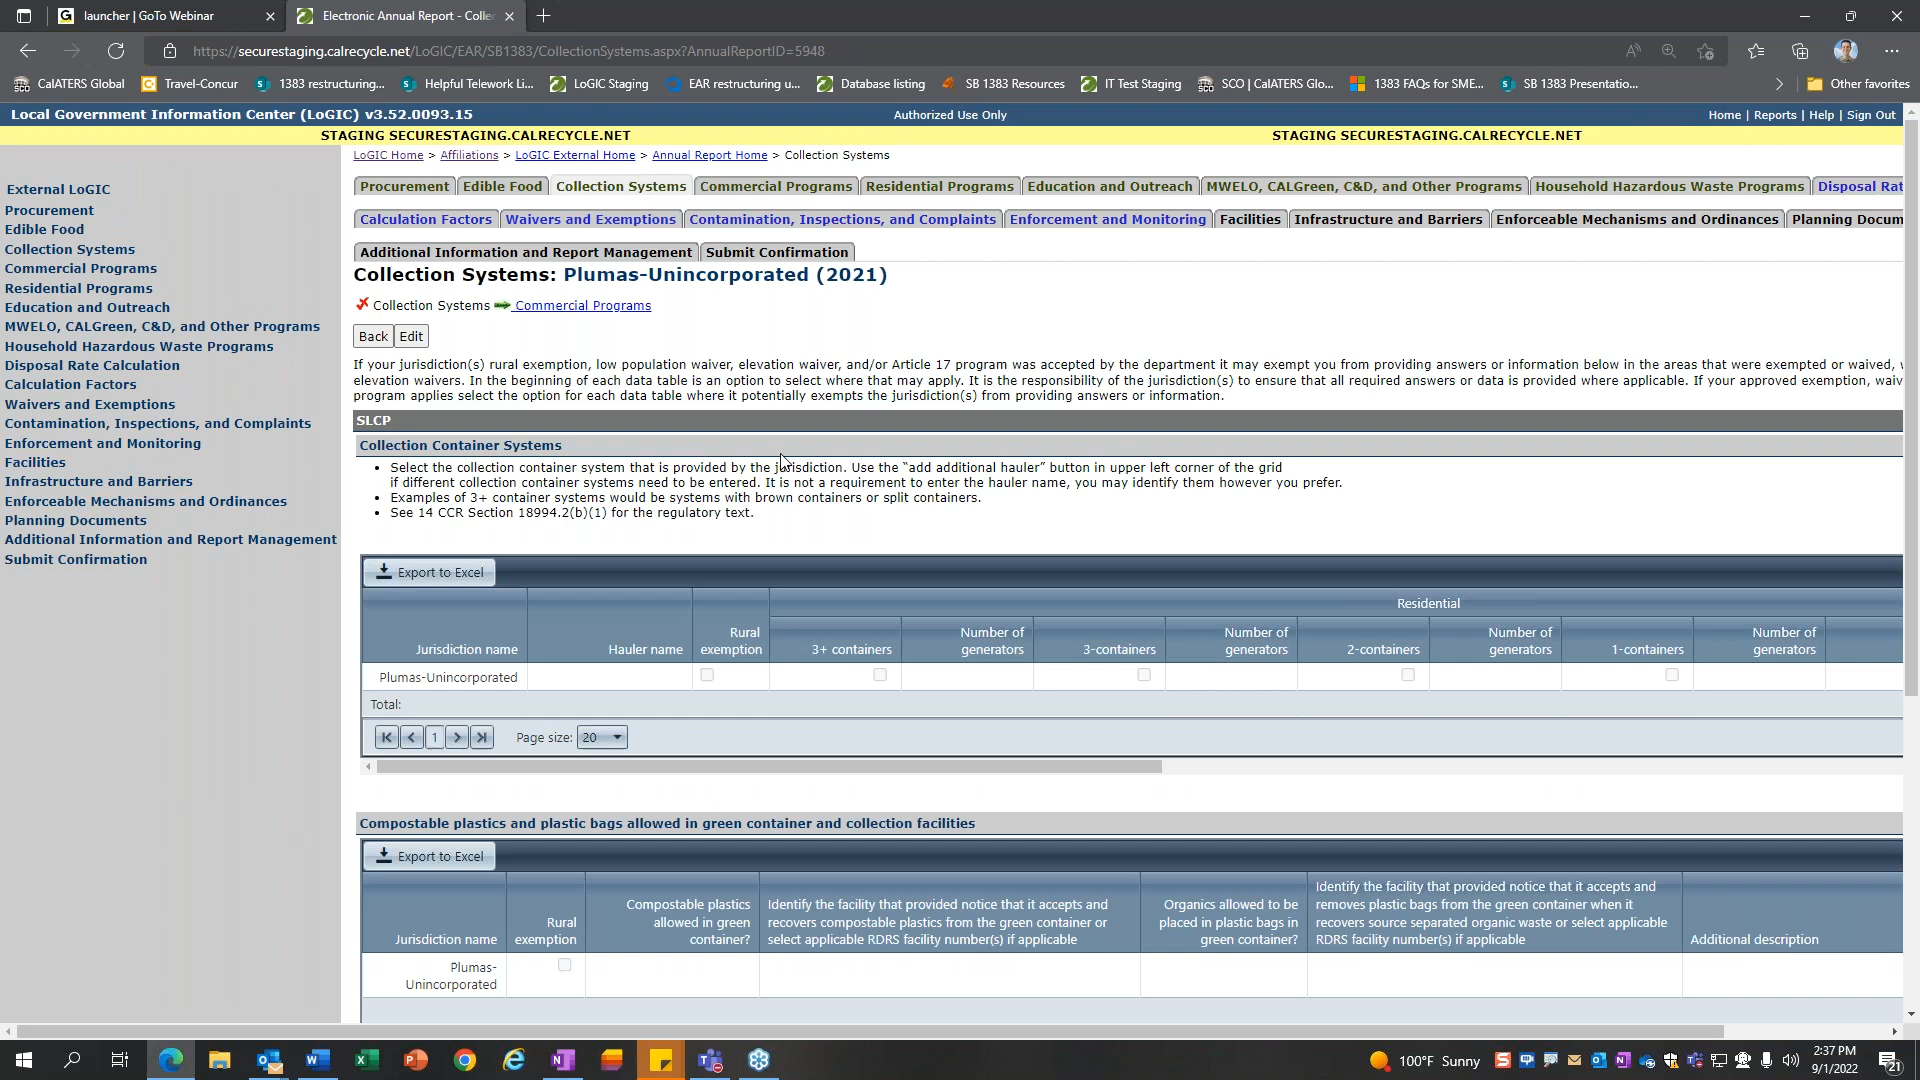 launcher | GoTo Webinar
Electronic Annual Report - Colle
https://securestaging.calrecycle.net/LoGIC/EAR/SB1383/CollectionSystems.aspx?AnnualReportID=5948
CalATERS Global
Travel-Concur
1383 restructuring...
Helpful Telework Li...
LoGIC Staging
EAR restructuring u...
Database listing
SB 1383 Resources
IT Test Staging
SCO | CalATERS Glo...
1383 FAQs for SME...
SB 1383 Presentatio...
Other favorites
Local Government Information Center (LoGIC) v3.52.0093.15
Authorized Use Only
Home | Reports | Help | Sign Out
STAGING SECURESTAGING.CALRECYCLE.NET
STAGING SECURESTAGING.CALRECYCLE.NET
External LoGIC
Procurement
Edible Food
Collection Systems
Commercial Programs
Residential Programs
Education and Outreach
MWELO, CALGreen, C&D, and Other Programs
Household Hazardous Waste Programs
Disposal Rate Calculation
Calculation Factors
Waivers and Exemptions
Contamination, Inspections, and Complaints
Enforcement and Monitoring
Facilities
Infrastructure and Barriers
Enforceable Mechanisms and Ordinances
Planning Documents
Additional Information and Report Management
Submit Confirmation
LoGIC Home > Affiliations > LoGIC External Home > Annual Report Home > Collection Systems
Procurement
Edible Food
Collection Systems
Commercial Programs
Residential Programs
Education and Outreach
MWELO, CALGreen, C&D, and Other Programs
Household Hazardous Waste Programs
Disposal Rat
Calculation Factors
Waivers and Exemptions
Contamination, Inspections, and Complaints
Enforcement and Monitoring
Facilities
Infrastructure and Barriers
Enforceable Mechanisms and Ordinances
Planning Docum
Additional Information and Report Management
Submit Confirmation
Collection Systems: Plumas-Unincorporated (2021)
Collection Systems Commercial Programs
Back
Edit
If your jurisdiction(s) rural exemption, low population waiver, elevation waiver, and/or Article 17 program was accepted by the department it may exempt you from providing answers or information below in the areas that were exempted or waived,
elevation waivers. In the beginning of each data table is an option to select where that may apply. It is the responsibility of the jurisdiction(s) to ensure that all required answers or data is provided where applicable. If your approved exemption, waiv
program applies select the option for each data table where it potentially exempts the jurisdiction(s) from providing answers or information.
SLCP
Collection Container Systems
• Select the collection container system that is provided by the jurisdiction. Use the "add additional hauler" button in upper left corner of the grid
if different collection container systems need to be entered. It is not a requirement to enter the hauler name, you may identify them however you prefer.
• Examples of 3+ container systems would be systems with brown containers or split containers.
• See 14 CCR Section 18994.2(b)(1) for the regulatory text.
Export to Excel
Residential
Jurisdiction name
Hauler name
Rural
exemption
3+ containers
Number of
generators
3-containers
Number of
generators
2-containers
Number of
generators
1-containers
Number of
generators
Plumas-Unincorporated
Total:
1
Page size: 20
Compostable plastics and plastic bags allowed in green container and collection facilities
Export to Excel
Jurisdiction name
Rural
exemption
Compostable plastics
allowed in green
container?
Identify the facility that provided notice that it accepts and
recovers compostable plastics from the green container or
select applicable RDRS facility number(s) if applicable
Organics allowed to be
placed in plastic bags in
green container?
Identify the facility that provided notice that it accepts and
removes plastic bags from the green container when it
recovers source separated organic waste or select applicable
RDRS facility number(s) if applicable
Additional description
Plumas-
Unincorporated
100°F Sunny
2:37 PM
9/1/2022
21